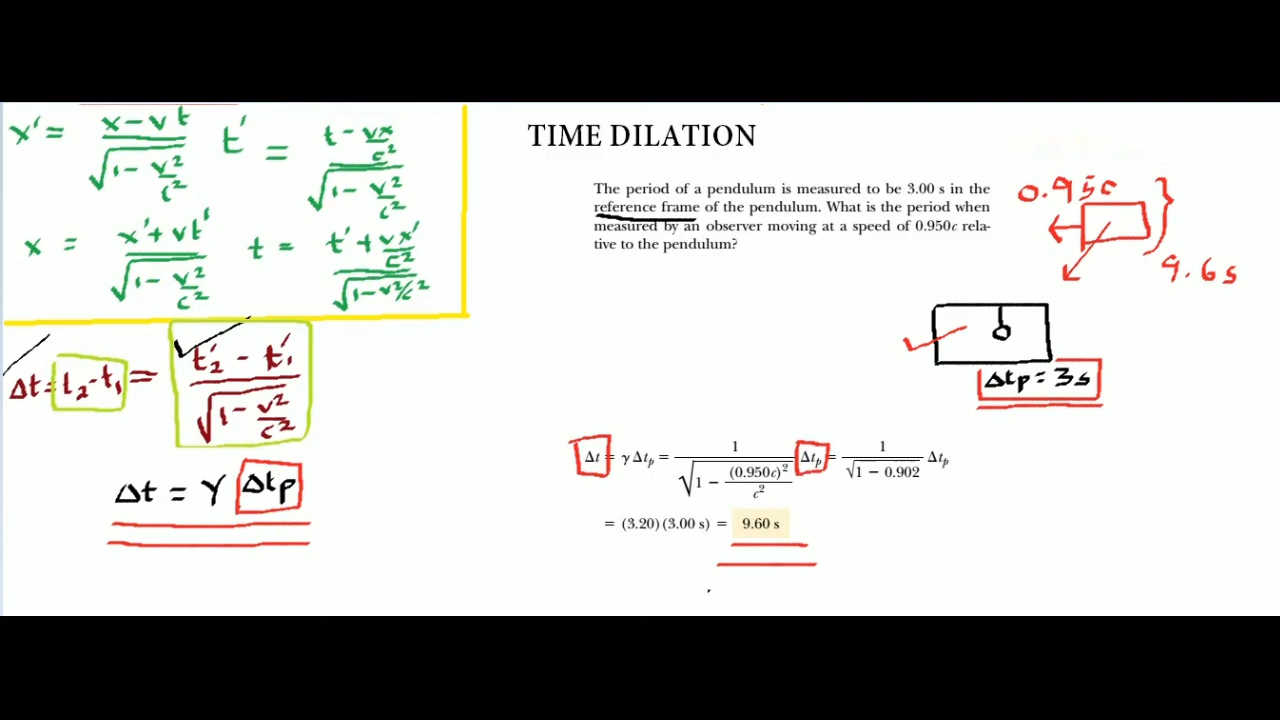 x' = x - vt / √(1 - v²/c²)    t' = t - vx/c² / √(1 - v²/c²)
x = x' + vt' / √(1 - v²/c²)    t = t' + vx'/c² / √(1 - v²/c²)
Δt = t₂ - t₁ = t₂' - t₁' / √(1 - v²/c²)
Δt = γ Δtp
TIME DILATION
The period of a pendulum is measured to be 3.00 s in the
reference frame of the pendulum. What is the period when
measured by an observer moving at a speed of 0.950c rela-
tive to the pendulum?
0.95c
9.6s
Δtp = 3s
Δt = γ Δtp = 1 / √(1 - (0.950c)²/c²) Δtp = 1 / √(1 - 0.902) Δtp
= (3.20)(3.00 s) = 9.60 s